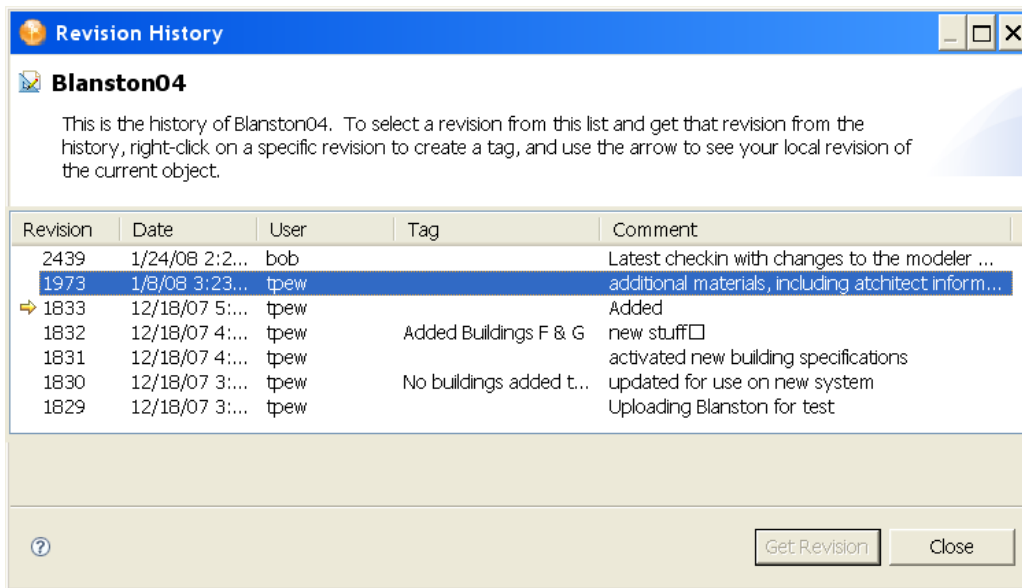 Revision History
Blanston04
This is the history of Blanston04. To select a revision from this list and get that revision from the
history, right-click on a specific revision to create a tag, and use the arrow to see your local revision of
the current object.
Revision Date User Tag Comment
2439 1/24/08 2:2... bob Latest checkin with changes to the modeler ...
1973 1/8/08 3:23... tpew additional materials, including atchitect inform...
1833 12/18/07 5:... tpew Added
1832 12/18/07 4:... tpew Added Buildings F & G new stuff□
1831 12/18/07 4:... tpew activated new building specifications
1830 12/18/07 3:... tpew No buildings added t... updated for use on new system
1829 12/18/07 3:... tpew Uploading Blanston for test
Get Revision Close